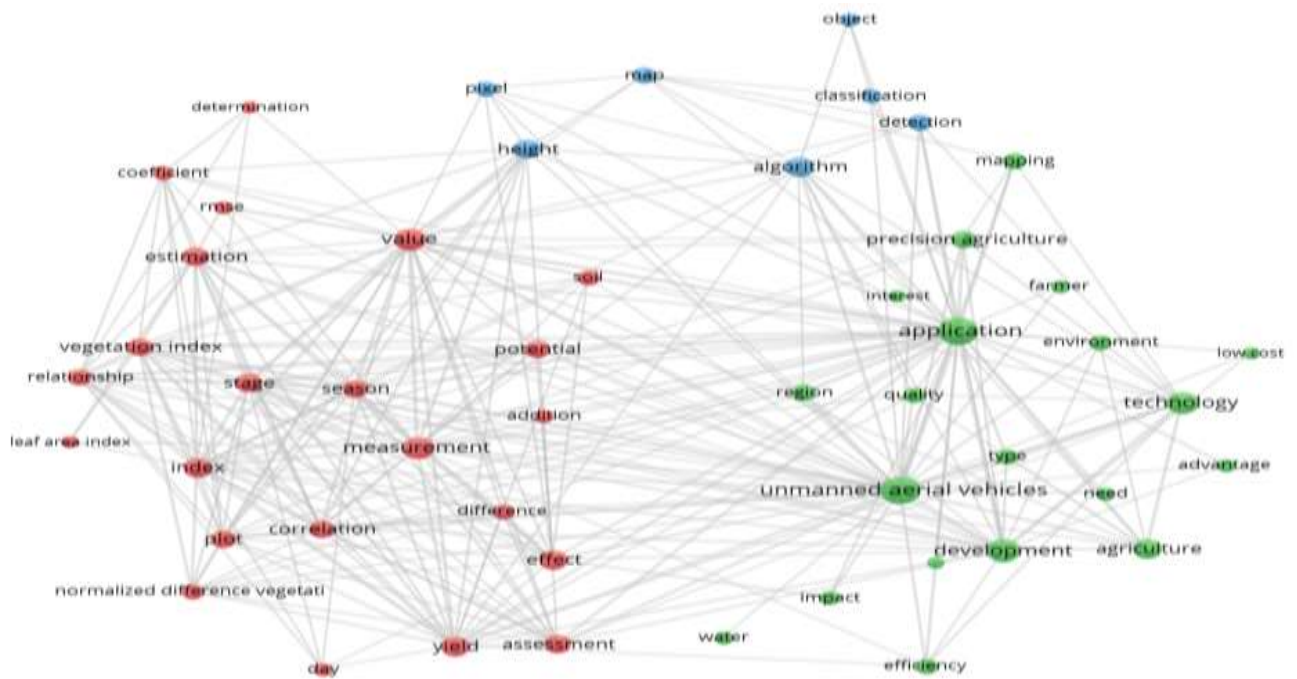 object
map
pixel
classification
determination
detection
height
mapping
algorithm
coefficient
rmse
value
precision agriculture
estimation
soil
farmer
interest
application
environment
vegetation index
potential
low cost
relationship
stage
season
region
quality
technology
addition
leaf area index
measurement
type
advantage
index
unmanned aerial vehicles
need
difference
plot
correlation
development
agriculture
effect
normalized difference vegetati
impact
water
yield
assessment
efficiency
day